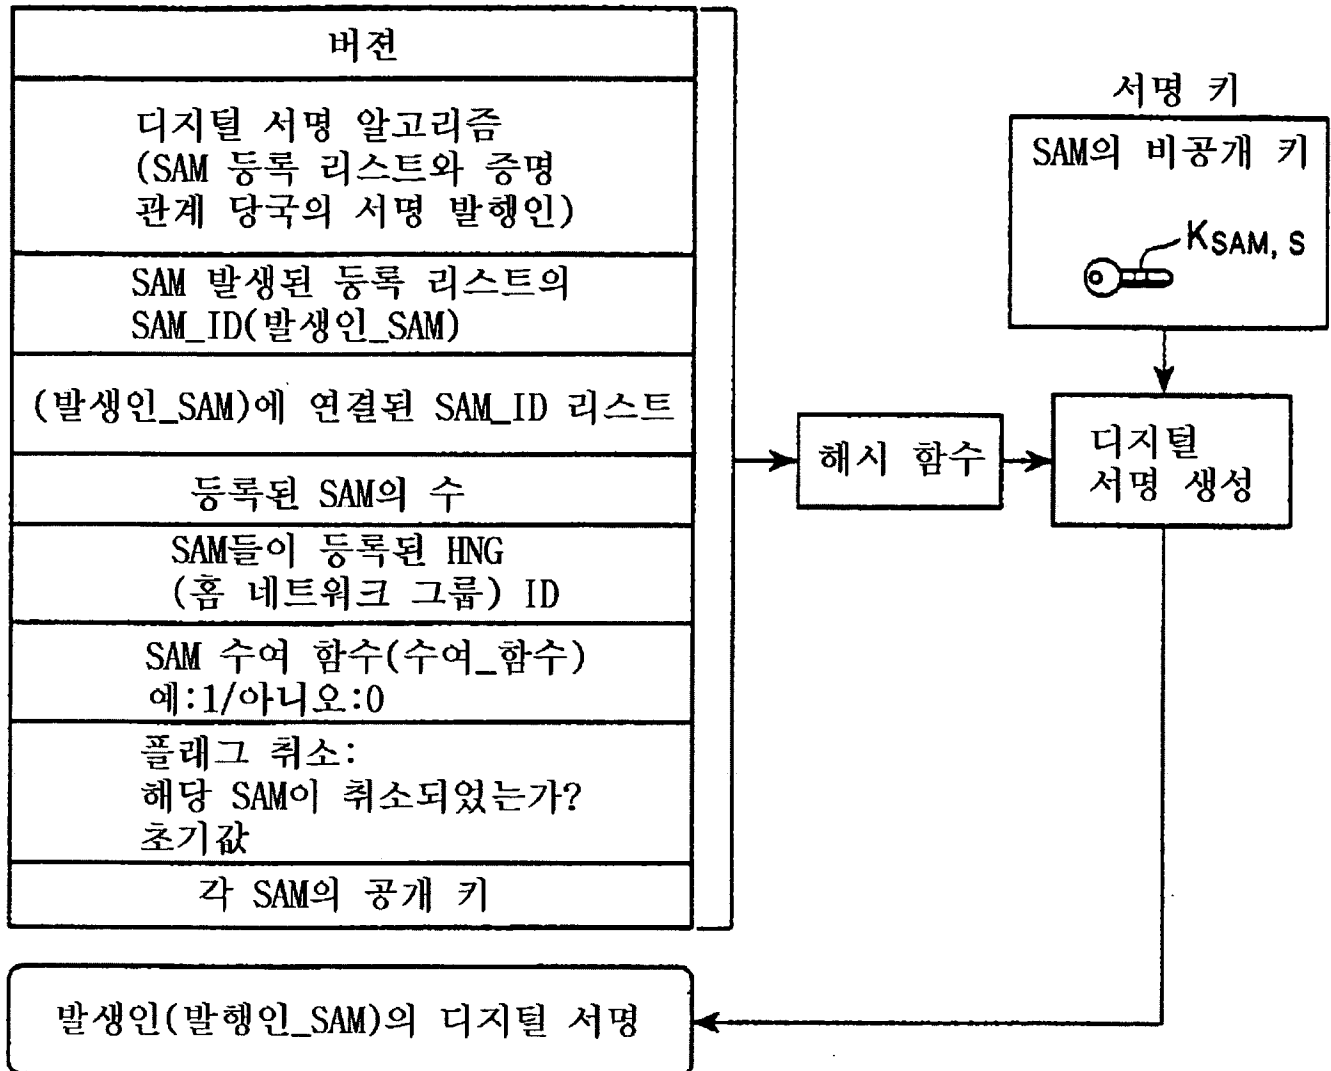 버젼
디지털 서명 알고리즘
(SAM 등록 리스트와 증명
관계 당국의 서명 발행인)
SAM 발생된 등록 리스트의
SAM_ID(발생인_SAM)
(발생인_SAM)에 연결된 SAM_ID 리스트
등록된 SAM의 수
SAM들이 등록된 HNG
(홈 네트워크 그룹) ID
SAM 수여 함수(수여_함수)
예:1/아니오:0
플래그 취소:
해당 SAM이 취소되었는가?
초기값
각 SAM의 공개 키
해시 함수
서명 키
SAM의 비공개 키
KSAM, S
디지털
서명 생성
발생인(발행인_SAM)의 디지털 서명